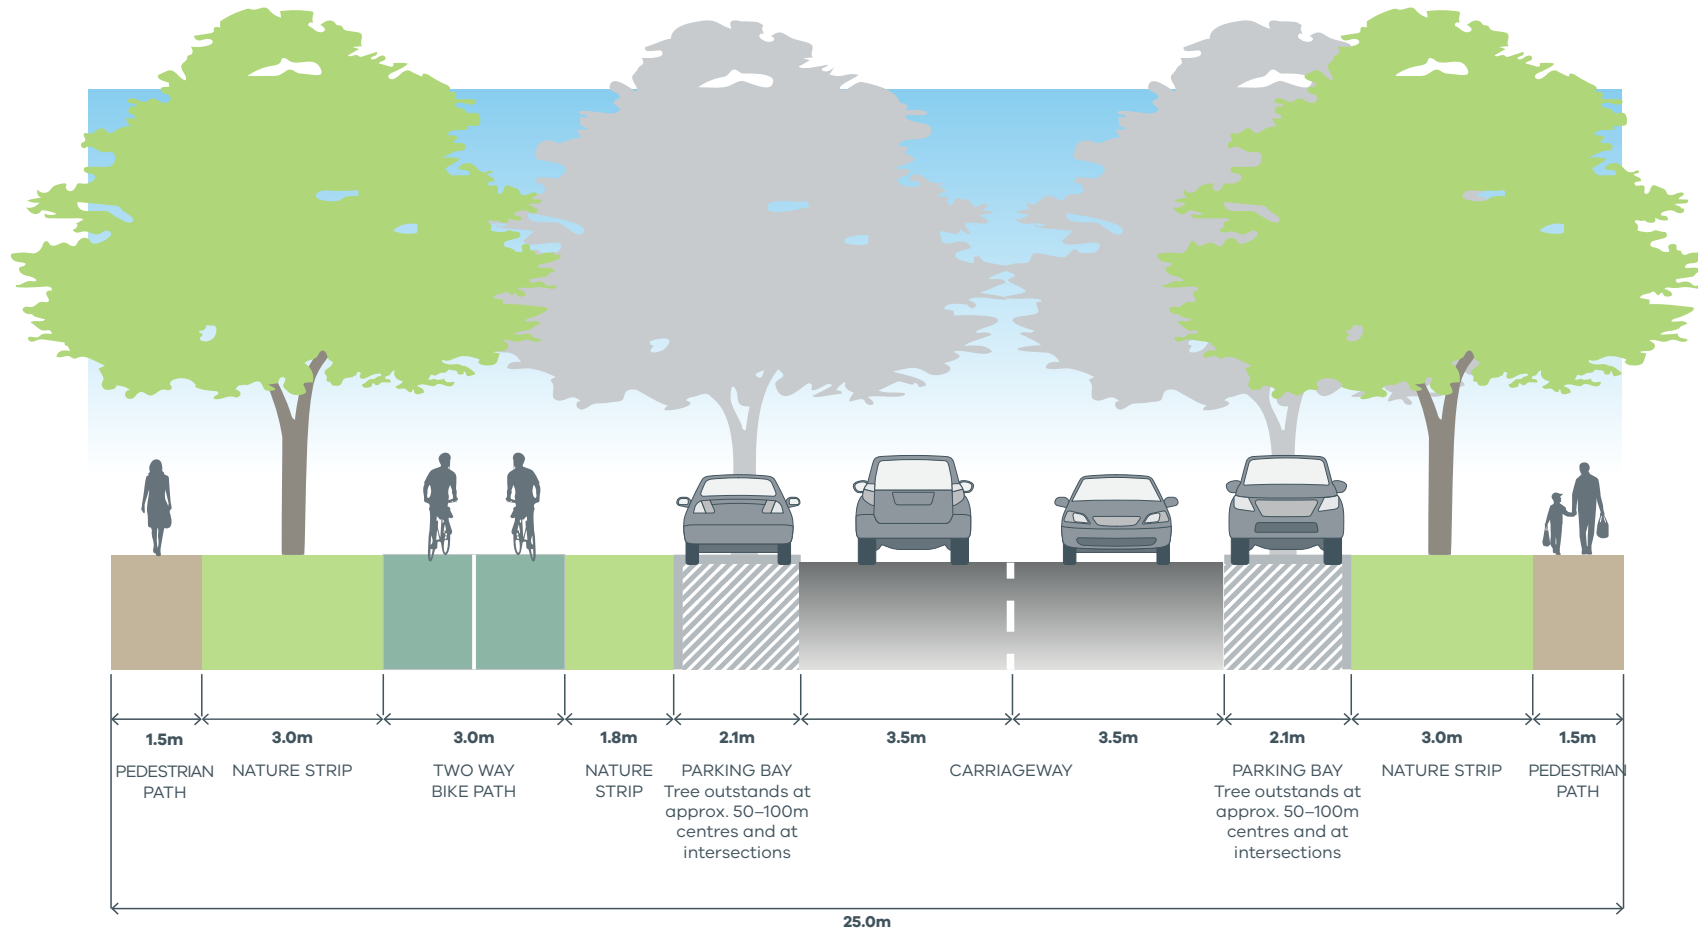 1.5m
3.0m
3.0m
1.8m
2.1m
3.5m
3.5m
2.1m
3.0m
1.5m
PEDESTRIAN
PATH
NATURE STRIP
TWO WAY
BIKE PATH
NATURE
STRIP
PARKING BAY
Tree outstands at
approx. 50–100m
centres and at
intersections
CARRIAGEWAY
PARKING BAY
Tree outstands at
approx. 50–100m
centres and at
intersections
NATURE STRIP
PEDESTRIAN
PATH
25.0m